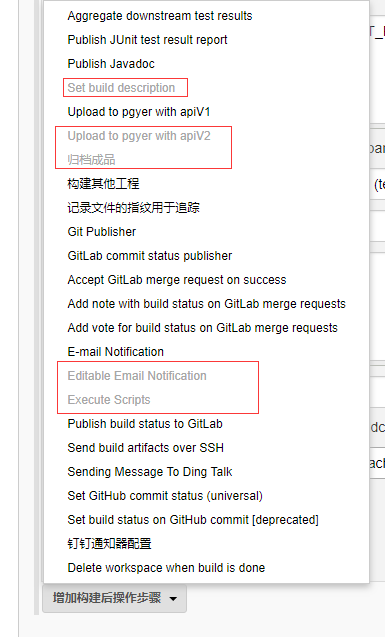 Aggregate downstream test results
Publish JUnit test result report
Publish Javadoc
Set build description
Upload to pgyer with apiV1
Upload to pgyer with apiV2
归档成品
构建其他工程
记录文件的指纹用于追踪
Git Publisher
GitLab commit status publisher
Accept GitLab merge request on success
Add note with build status on GitLab merge requests
Add vote for build status on GitLab merge requests
E-mail Notification
Editable Email Notification
Execute Scripts
Publish build status to GitLab
Send build artifacts over SSH
Sending Message To Ding Talk
Set GitHub commit status (universal)
Set build status on GitHub commit [deprecated]
钉钉通知器配置
Delete workspace when build is done
增加构建后操作步骤